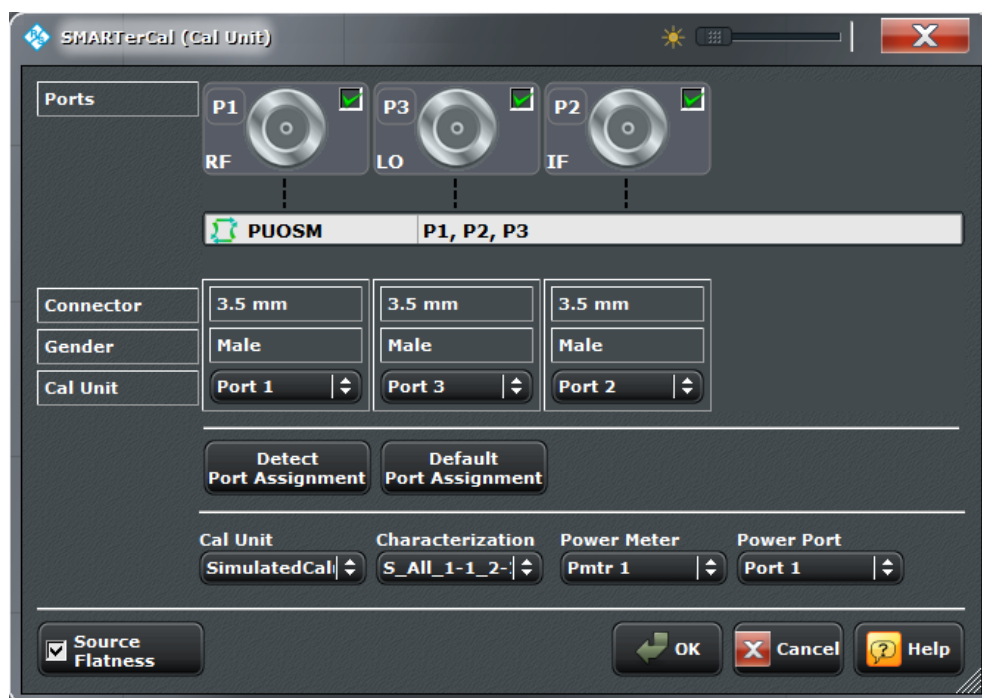 SMARTerCal (Cal Unit)
Ports
P1
P3
P2
RF
LO
IF
PUOSM
P1, P2, P3
Connector
3.5 mm
3.5 mm
3.5 mm
Gender
Male
Male
Male
Cal Unit
Port 1
Port 3
Port 2
Detect
Port Assignment
Default
Port Assignment
Cal Unit
Characterization
Power Meter
Power Port
SimulatedCal
S_All_1-1_2-
Pmtr 1
Port 1
Source
Flatness
OK
Cancel
Help